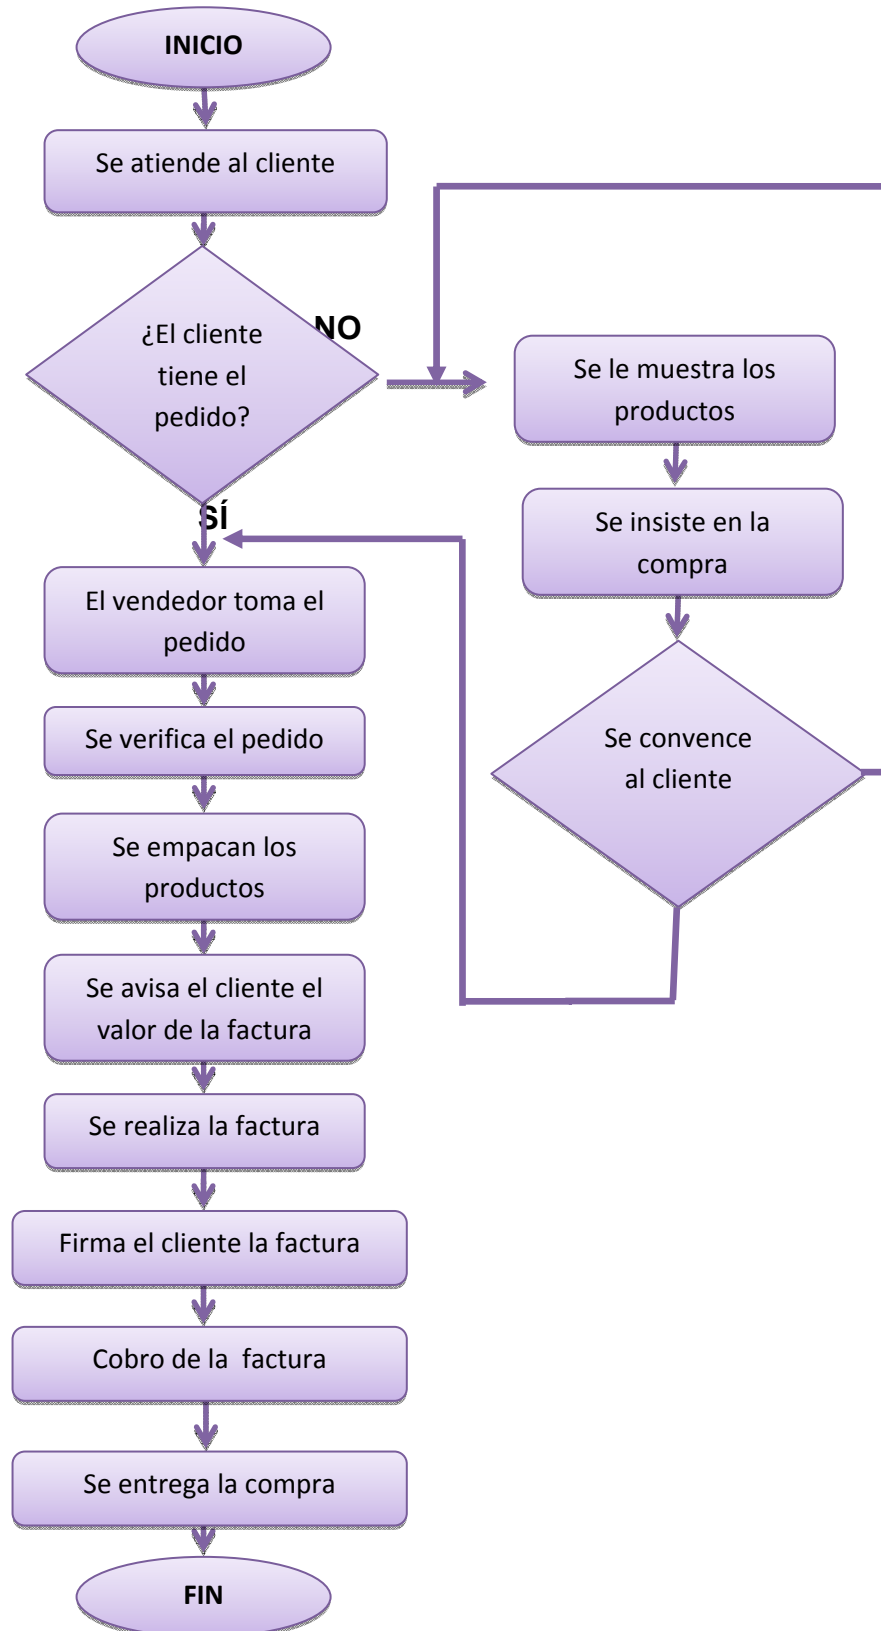 INICIO
Se atiende al cliente
¿El cliente
tiene el
pedido?
NO
SÍ
Se le muestra los
productos
Se insiste en la
compra
Se convence
al cliente
El vendedor toma el
pedido
Se verifica el pedido
Se empacan los
productos
Se avisa el cliente el
valor de la factura
Se realiza la factura
Firma el cliente la factura
Cobro de la  factura
Se entrega la compra
FIN